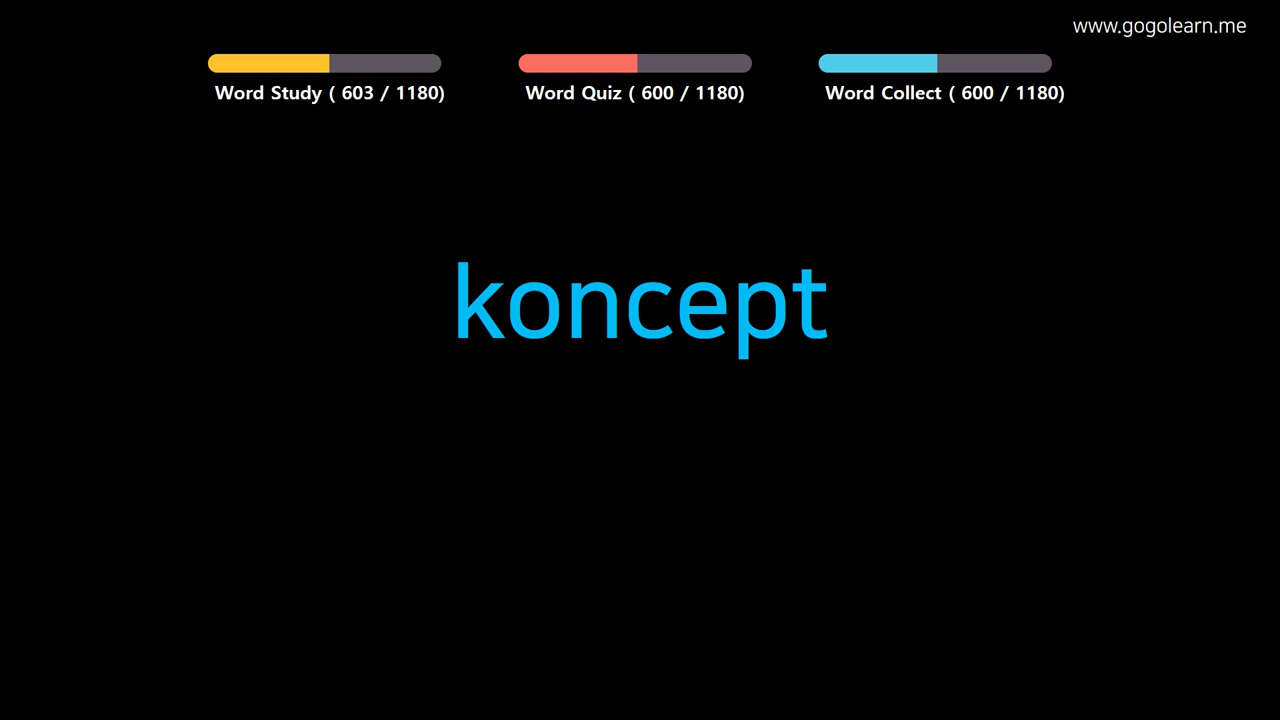 www.gogolearn.me
Word Study ( 603 / 1180)
Word Quiz ( 600 / 1180)
Word Collect ( 600 / 1180)
koncept